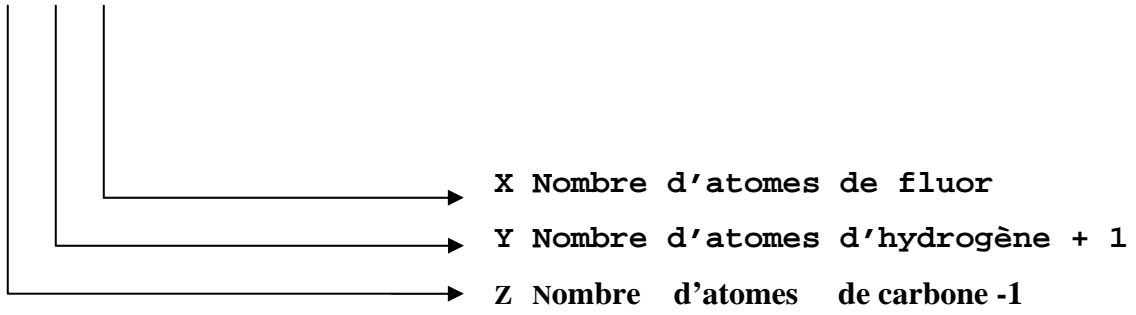 X Nombre d’atomes de fluor
Y Nombre d’atomes d’hydrogène + 1
Z Nombre d’atomes de carbone -1